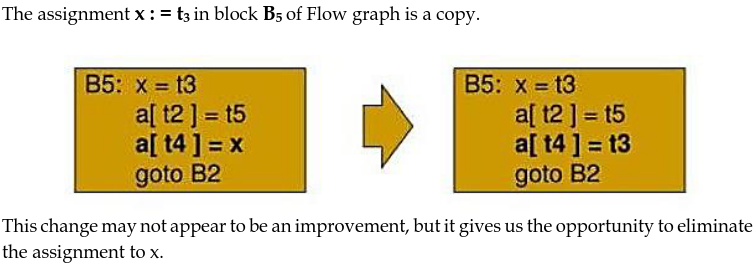 The assignment x : = t₃ in block B₅ of Flow graph is a copy.
B5: x = t3
a[ t2 ] = t5
a[ t4 ] = x
goto B2
B5: x = t3
a[ t2 ] = t5
a[ t4 ] = t3
goto B2
This change may not appear to be an improvement, but it gives us the opportunity to eliminate
the assignment to x.